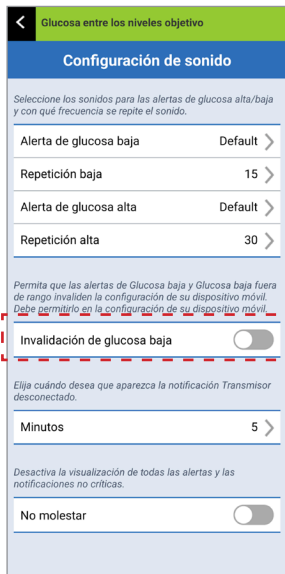 Glucosa entre los niveles objetivo
Configuración de sonido
Seleccione los sonidos para las alertas de glucosa alta/baja
y con qué frecuencia se repite el sonido.
Alerta de glucosa baja Default
Repetición baja 15
Alerta de glucosa alta Default
Repetición alta 30
Permita que las alertas de Glucosa baja y Glucosa baja fuera
de rango invaliden la configuración de su dispositivo móvil.
Debe permitirlo en la configuración de su dispositivo móvil.
Invalidación de glucosa baja
Elija cuándo desea que aparezca la notificación Transmisor
desconectado.
Minutos 5
Desactiva la visualización de todas las alertas y las
notificaciones no críticas.
No molestar